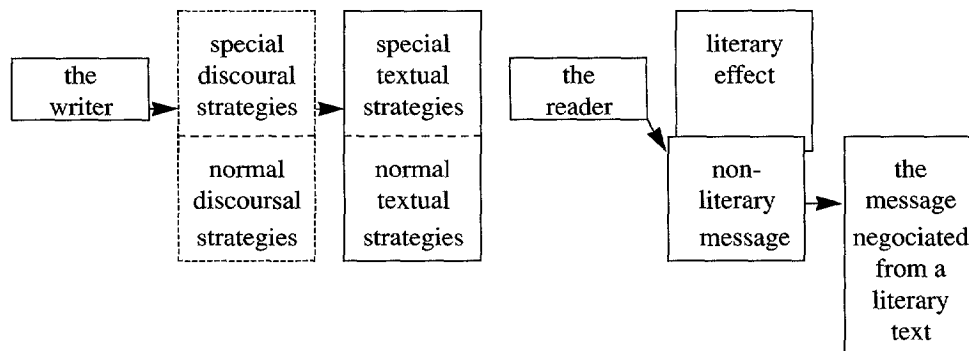 the
writer
special
discoural
strategies
normal
discoursal
strategies
special
textual
strategies
normal
textual
strategies
the
reader
literary
effect
non-
literary
message
the
message
negociated
from a
literary
text